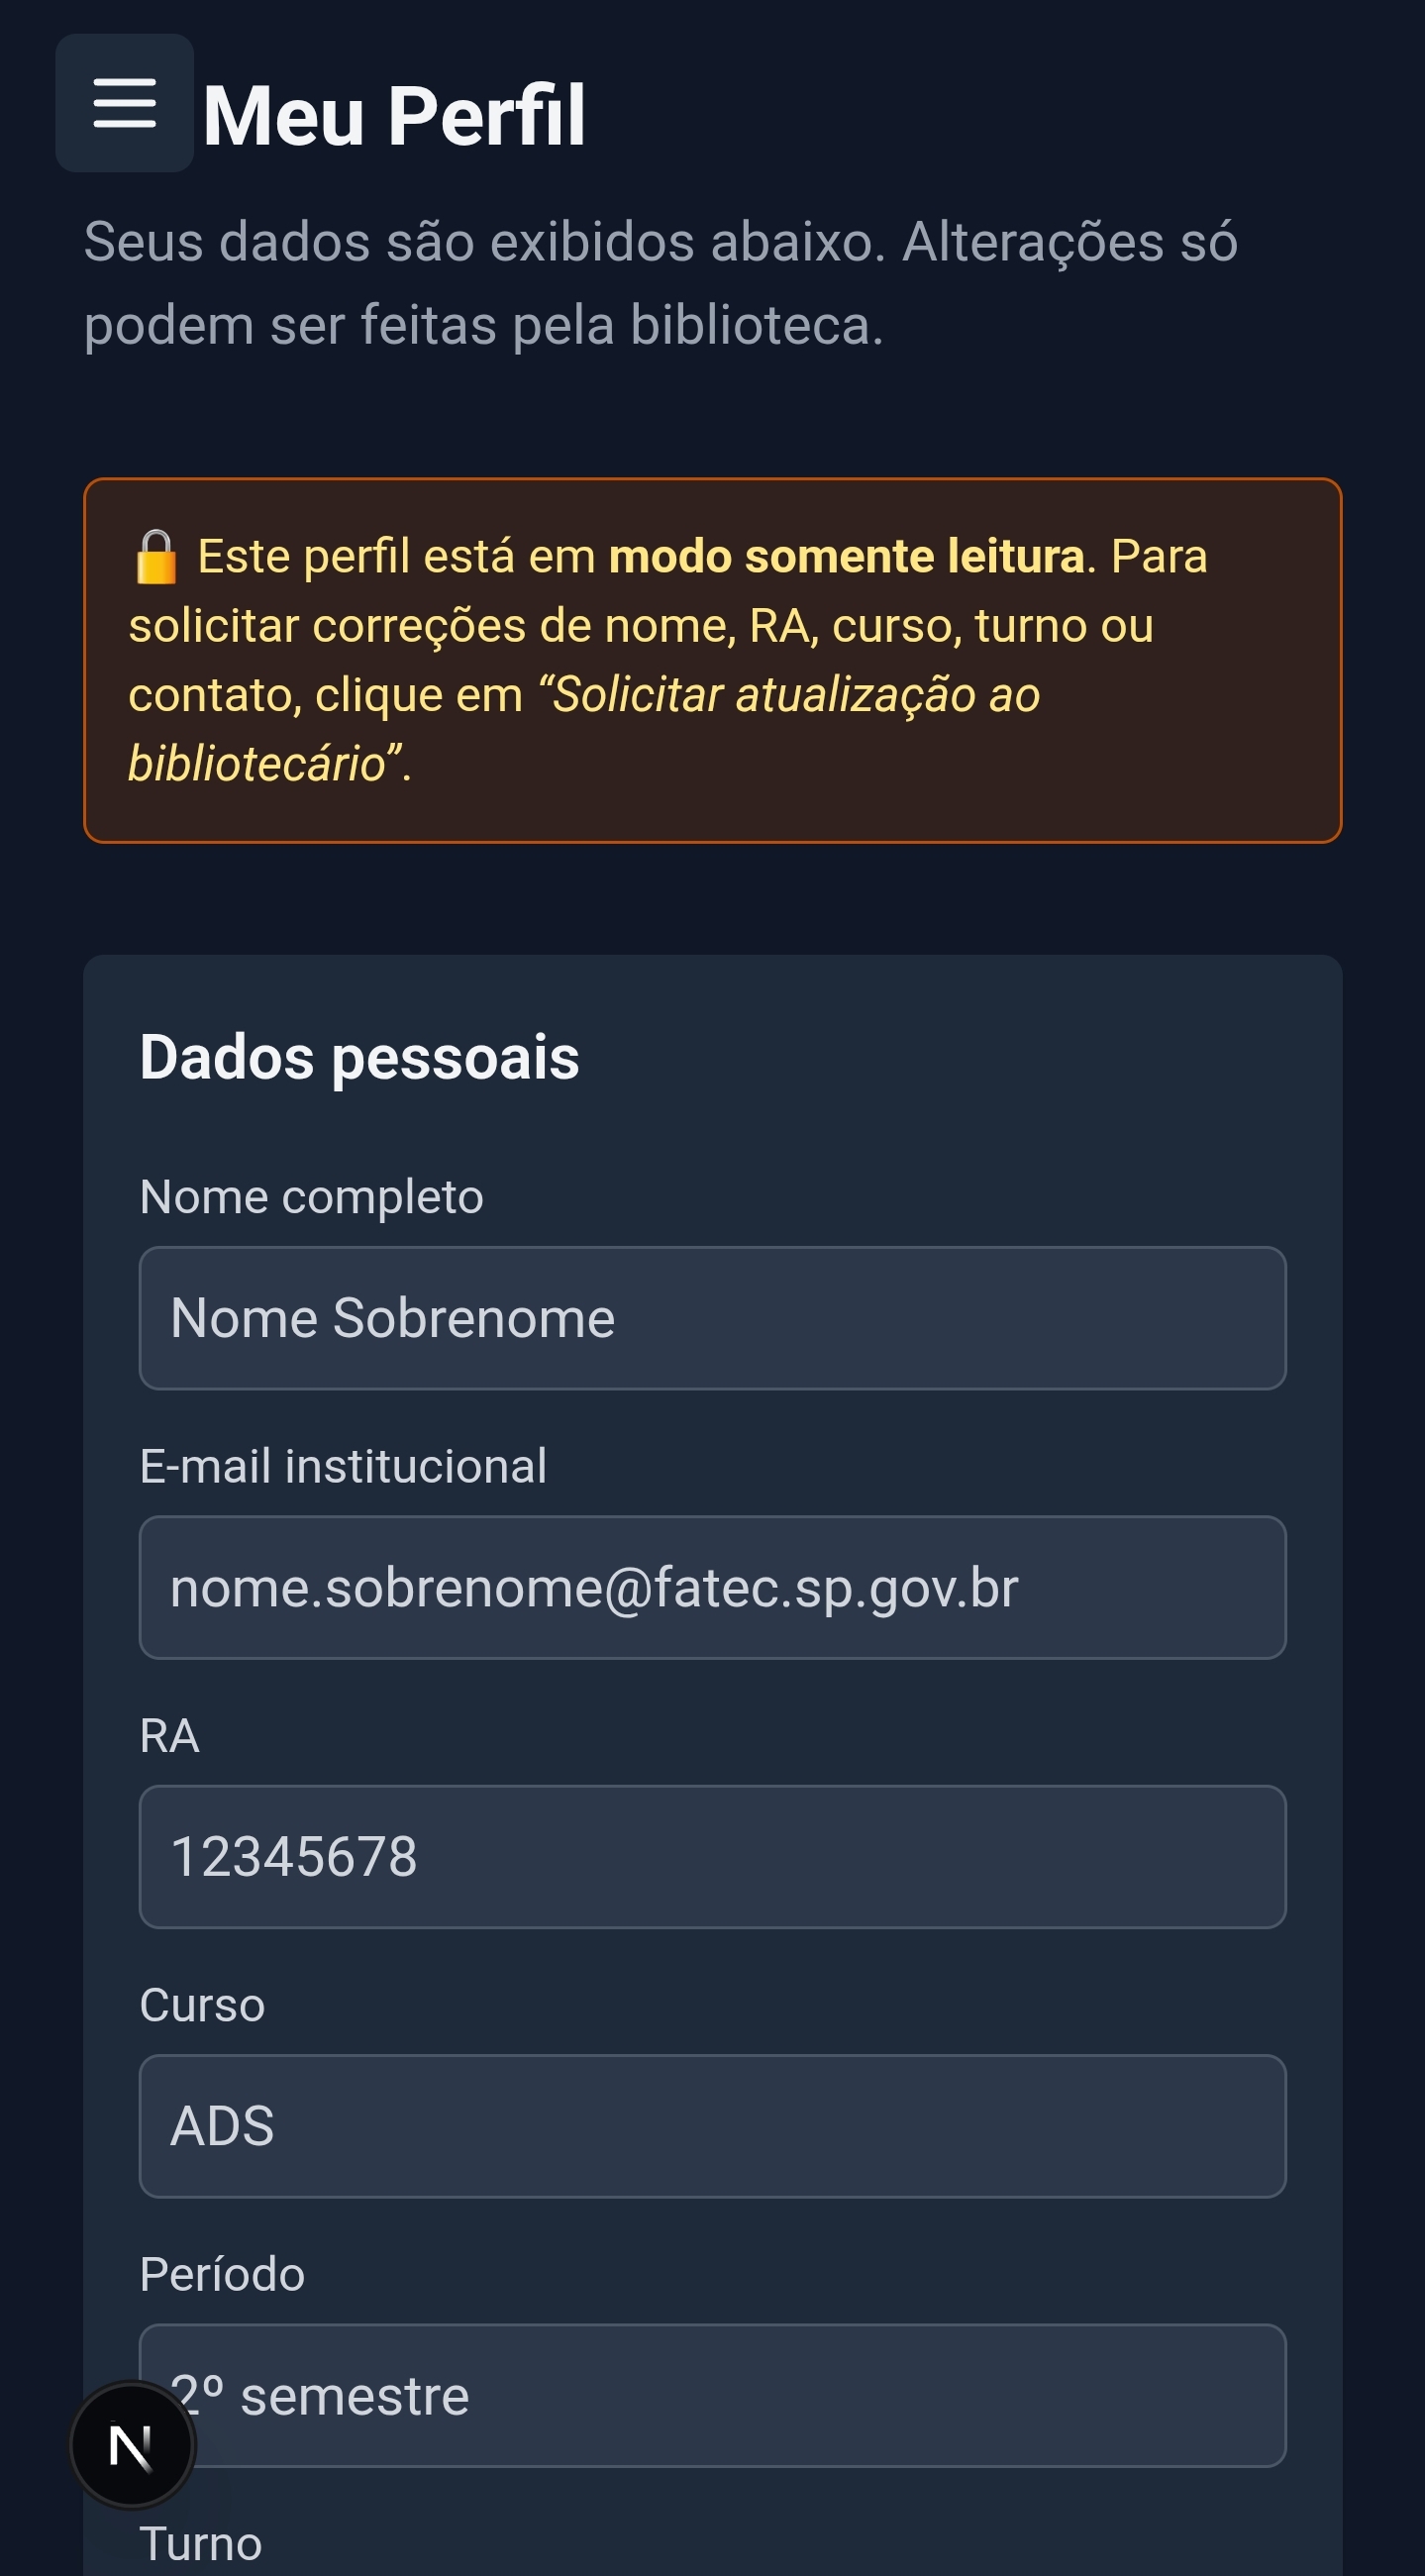 Meu Perfil
Seus dados são exibidos abaixo. Alterações só
podem ser feitas pela biblioteca.
🔒 Este perfil está em modo somente leitura. Para
solicitar correções de nome, RA, curso, turno ou
contato, clique em “Solicitar atualização ao
bibliotecário”.
Dados pessoais
Nome completo
Nome Sobrenome
E-mail institucional
nome.sobrenome@fatec.sp.gov.br
RA
12345678
Curso
ADS
Período
2º semestre
N
Turno